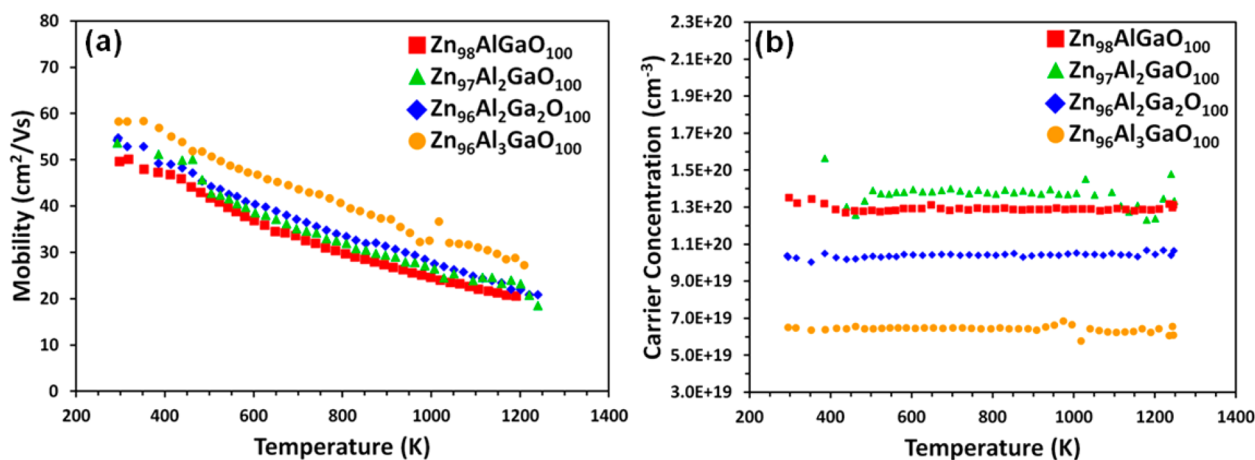 (a)
Mobility (cm²/Vs)
80
70
60
50
40
30
20
10
0
200 400 600 800 1000 1200 1400
Temperature (K)
Zn₉₈AlGaO₁₀₀
Zn₉₇Al₂GaO₁₀₀
Zn₉₆Al₂Ga₂O₁₀₀
Zn₉₆Al₃GaO₁₀₀
(b)
Carrier Concentration (cm⁻³)
2.3E+20
2.1E+20
1.9E+20
1.7E+20
1.5E+20
1.3E+20
1.1E+20
9.0E+19
7.0E+19
5.0E+19
3.0E+19
200 400 600 800 1000 1200 1400
Temperature (K)
Zn₉₈AlGaO₁₀₀
Zn₉₇Al₂GaO₁₀₀
Zn₉₆Al₂Ga₂O₁₀₀
Zn₉₆Al₃GaO₁₀₀